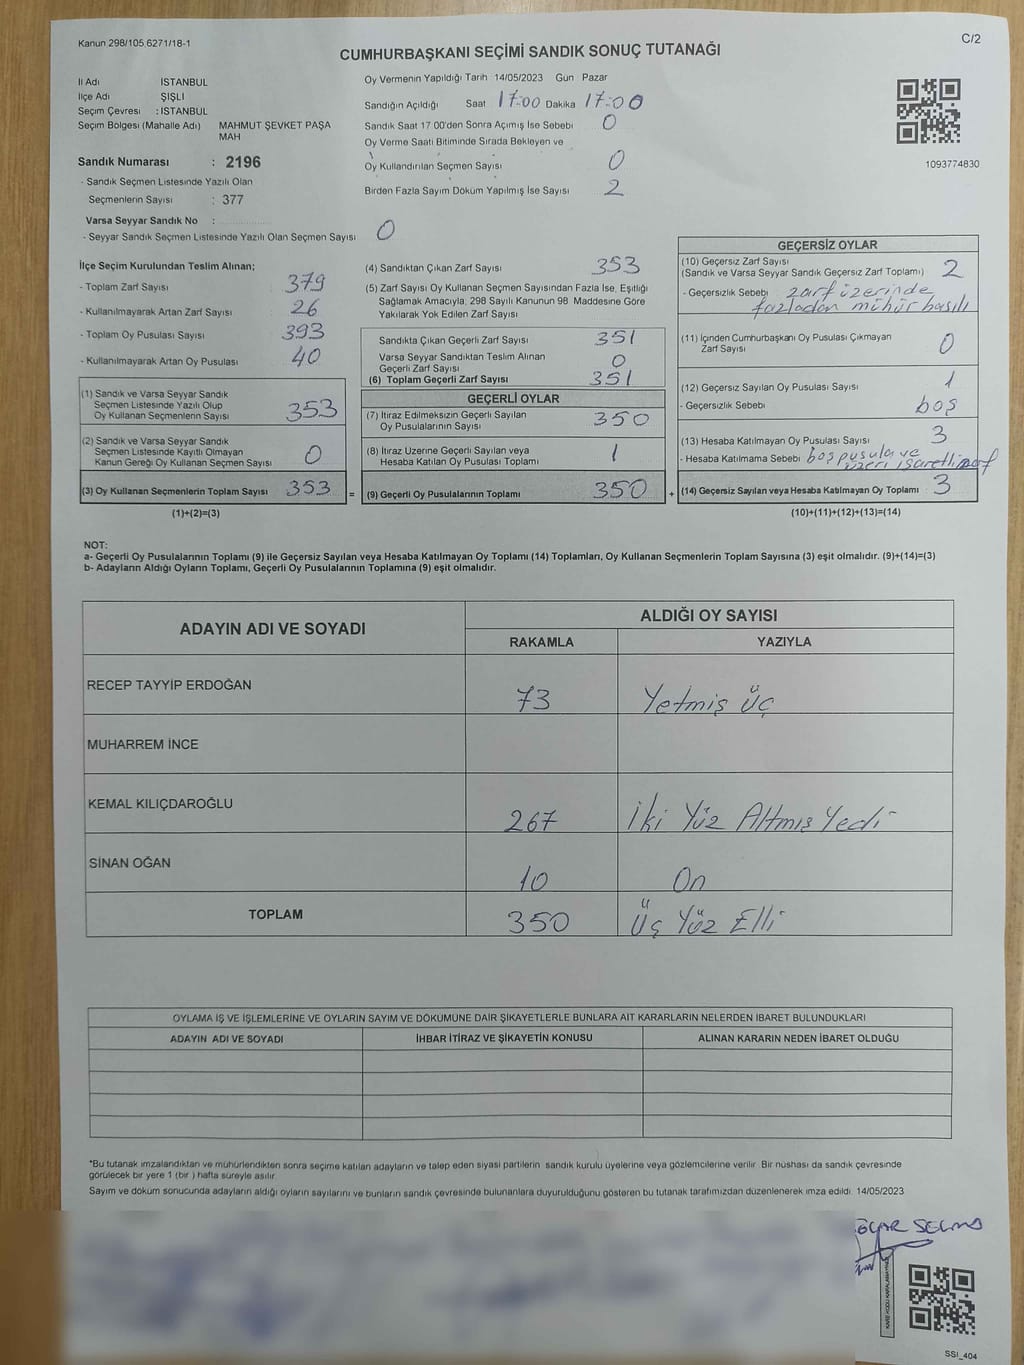 Kanun 298/105,6271/18-1
C/2
CUMHURBAŞKANI SEÇİMİ SANDIK SONUÇ TUTANAĞI
İl Adı İSTANBUL
İlçe Adı ŞİŞLİ
Seçim Çevresi : İSTANBUL
Seçim Bölgesi (Mahalle Adı) MAHMUT ŞEVKET PAŞA
MAH
Sandık Numarası : 2196
- Sandık Seçmen Listesinde Yazılı Olan
Seçmenlerin Sayısı : 377
Varsa Seyyar Sandık No :
- Seyyar Sandık Seçmen Listesinde Yazılı Olan Seçmen Sayısı 0
Oy Vermenin Yapıldığı Tarih 14/05/2023 Gün Pazar
Sandığın Açıldığı Saat 17:00 Dakika 17:00
Sandık Saat 17 00'den Sonra Açımış İse Sebebi 0
Oy Verme Saati Bitiminde Sırada Bekleyen ve
Oy Kullandırılan Seçmen Sayısı 0
Birden Fazla Sayım Döküm Yapılmış İse Sayısı 2
1093774830
İlçe Seçim Kurulundan Teslim Alınan;
- Toplam Zarf Sayısı 379
- Kullanılmayarak Artan Zarf Sayısı 26
- Toplam Oy Pusulası Sayısı 393
- Kullanılmayarak Artan Oy Pusulası 40
(1) Sandık ve Varsa Seyyar Sandık
Seçmen Listesinde Yazılı Olup
Oy Kullanan Seçmenlerin Sayısı 353
(2) Sandık ve Varsa Seyyar Sandık
Seçmen Listesinde Kayıtlı Olmayan
Kanun Gereği Oy Kullanan Seçmen Sayısı 0
(3) Oy Kullanan Seçmenlerin Toplam Sayısı 353 =
(1)+(2)=(3)
(4) Sandıktan Çıkan Zarf Sayısı 353
(5) Zarf Sayısı Oy Kullanan Seçmen Sayısından Fazla İse, Eşitliği
Sağlamak Amacıyla; 298 Sayılı Kanunun 98. Maddesine Göre
Yakılarak Yok Edilen Zarf Sayısı
Sandıkta Çıkan Geçerli Zarf Sayısı 351
Varsa Seyyar Sandıktan Teslim Alınan
Geçerli Zarf Sayısı 0
(6) Toplam Geçerli Zarf Sayısı 351
GEÇERLİ OYLAR
(7) İtiraz Edilmeksizin Geçerli Sayılan
Oy Pusulalarının Sayısı 350
(8) İtiraz Üzerine Geçerli Sayılan veya
Hesaba Katılan Oy Pusulası Toplamı 1
(9) Geçerli Oy Pusulalarının Toplamı 350 +
GEÇERSİZ OYLAR
(10) Geçersiz Zarf Sayısı
(Sandık ve Varsa Seyyar Sandık Geçersiz Zarf Toplamı) 2
- Geçersizlik Sebebi zarf üzerinde
fazladan mühür basılı
(11) İçinden Cumhurbaşkanı Oy Pusulası Çıkmayan
Zarf Sayısı 0
(12) Geçersiz Sayılan Oy Pusulası Sayısı 1
- Geçersizlik Sebebi boş
(13) Hesaba Katılmayan Oy Pusulası Sayısı 3
- Hesaba Katılmama Sebebi boş pusula ve
üzeri işaretli zarf
(14) Geçersiz Sayılan veya Hesaba Katılmayan Oy Toplamı 3
(10)+(11)+(12)+(13)=(14)
NOT:
a- Geçerli Oy Pusulalarının Toplamı (9) ile Geçersiz Sayılan veya Hesaba Katılmayan Oy Toplamı (14) Toplamları, Oy Kullanan Seçmenlerin Toplam Sayısına (3) eşit olmalıdır. (9)+(14)=(3)
b- Adayların Aldığı Oyların Toplamı, Geçerli Oy Pusulalarının Toplamına (9) eşit olmalıdır.
ADAYIN ADI VE SOYADI
ALDIĞI OY SAYISI
RAKAMLA YAZIYLA
RECEP TAYYİP ERDOĞAN 73 Yetmiş üç
MUHARREM İNCE
KEMAL KILIÇDAROĞLU 267 İki Yüz Altmış Yedi
SİNAN OĞAN 10 On
TOPLAM 350 Üç Yüz Elli
OYLAMA İŞ VE İŞLEMLERİNE VE OYLARIN SAYIM VE DÖKÜMÜNE DAİR ŞİKAYETLERLE BUNLARA AİT KARARLARIN NELERDEN İBARET BULUNDUKLARI
ADAYIN ADI VE SOYADI İHBAR İTİRAZ VE ŞİKAYETİN KONUSU ALINAN KARARIN NEDEN İBARET OLDUĞU
*Bu tutanak imzalandıktan ve mühürlendikten sonra seçime katılan adayların ve talep eden siyasi partilerin sandık kurulu üyelerine veya gözlemcilerine verilir. Bir nüshası da sandık çevresinde
görülecek bir yere 1 (bir ) hafta süreyle asılır.
Sayım ve döküm sonucunda adayların aldığı oyların sayılarını ve bunların sandık çevresinde bulunanlara duyurulduğunu gösteren bu tutanak tarafımızdan düzenlenerek imza edildi. 14/05/2023
SSI_404